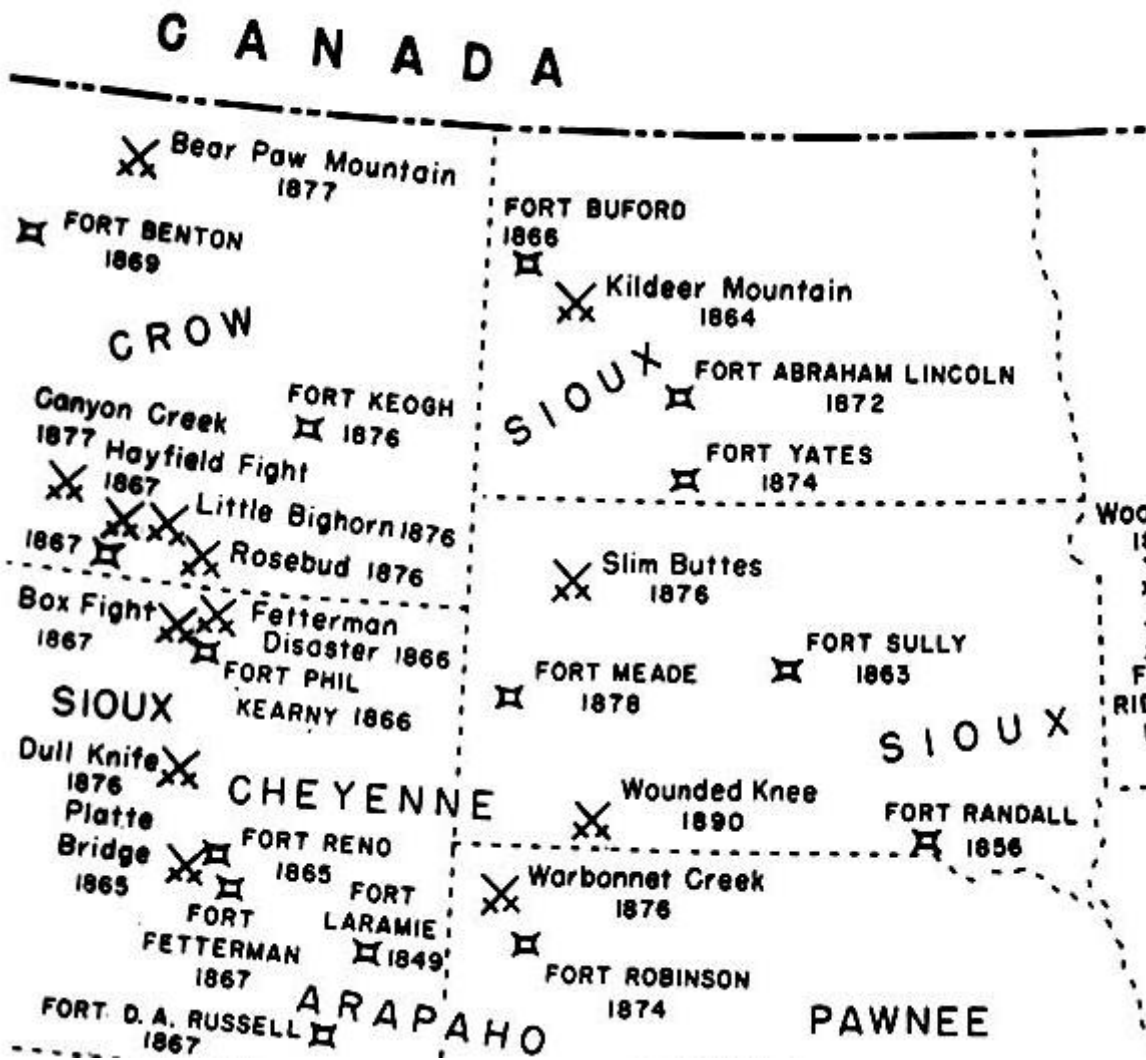 CANADA
Bear Paw Mountain
1877
FORT BENTON
1869
FORT BUFORD
1866
Kildeer Mountain
1864
CROW
SIOUX
FORT ABRAHAM LINCOLN
1872
Canyon Creek
1877
FORT KEOGH
1876
Hayfield Fight
1867
FORT YATES
1874
Little Bighorn 1876
1867
Rosebud 1876
Slim Buttes
1876
Box Fight
1867
Fetterman
Disaster 1866
FORT PHIL
KEARNY 1866
FORT MEADE
1878
FORT SULLY
1863
SIOUX
SIOUX
Dull Knife
1876
CHEYENNE
Wounded Knee
1890
FORT RANDALL
1856
Platte
Bridge
1865
FORT RENO
1865
FORT
LARAMIE
1849
Warbonnet Creek
1876
FORT
FETTERMAN
1867
FORT ROBINSON
1874
FORT D. A. RUSSELL
1867
ARAPAHO
PAWNEE